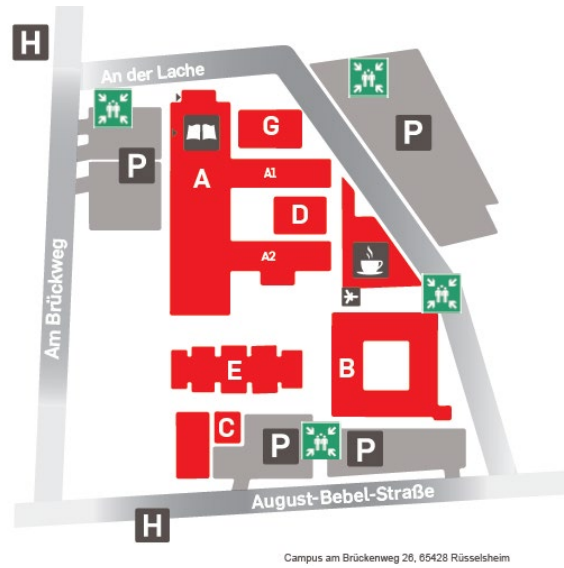 H
An der Lache
P
G
P
A
A1
D
A2
Am Brückweg
E
B
C
P
P
August-Bebel-Straße
H
Campus am Brückenweg 26, 65428 Rüsselsheim